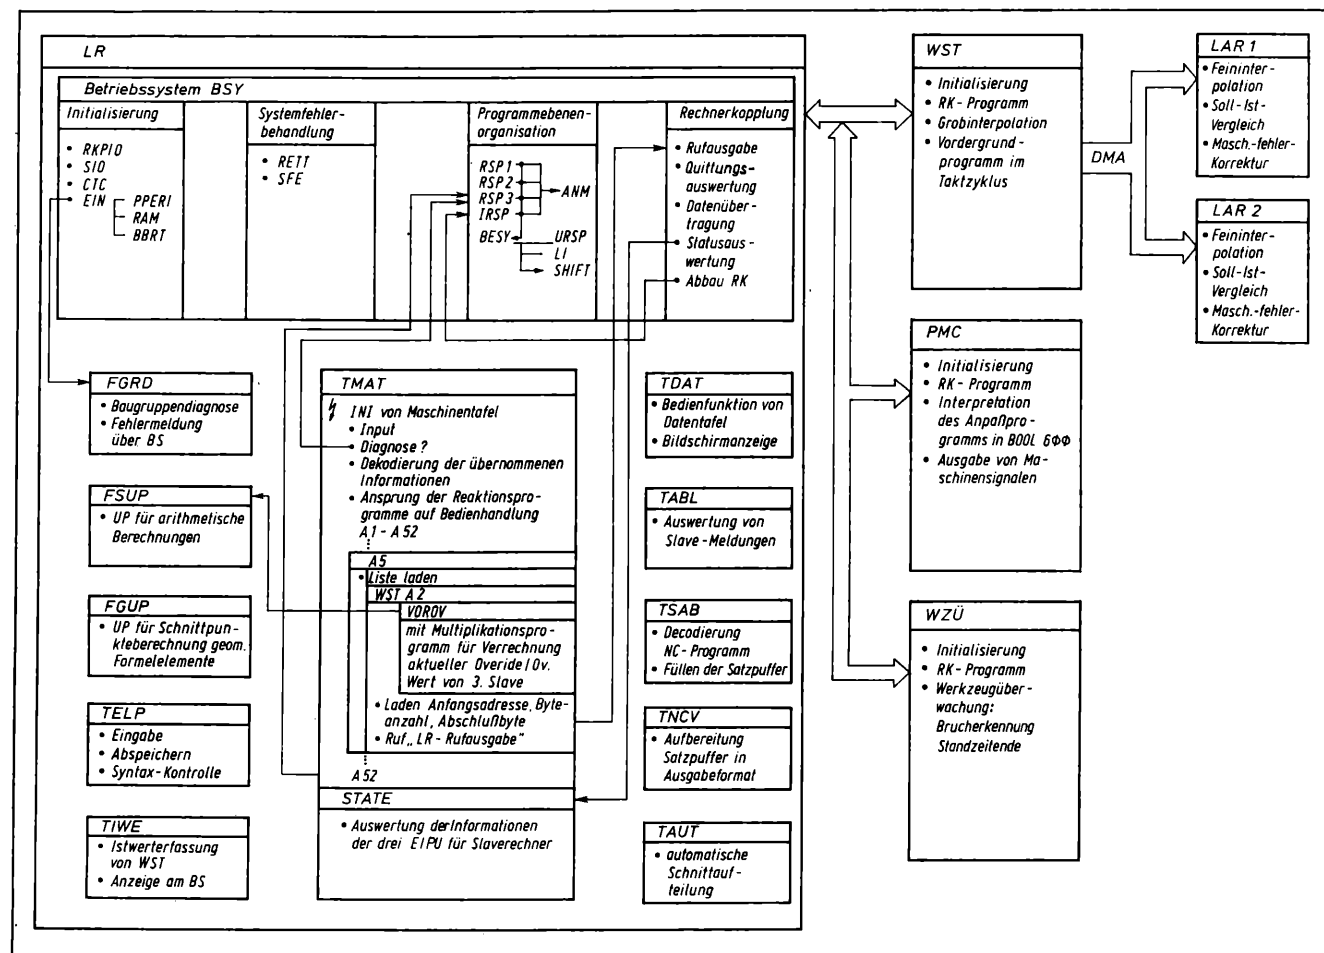 LR
Betriebssystem BSY
Initialisierung
• RKPIO
• SIO
• CTC
• EIN
PPERI
RAM
BBRT
Systemfehler-
behandlung
• RETT
• SFE
Programmebenen-
organisation
RSP1
RSP2
RSP3
IRSP
ANM
BESY
URSP
LI
SHIFT
Rechnerkopplung
• Rufausgabe
• Quittungs-
auswertung
• Datenüber-
tragung
• Statusaus-
wertung
• Abbau RK
FGRD
• Baugruppendiagnose
• Fehlermeldung
über BS
FSUP
• UP für arithmetische
Berechnungen
FGUP
• UP für Schnittpun-
kteberechnung geom.
Formelelemente
TELP
• Eingabe
• Abspeichern
• Syntax-Kontrolle
TIWE
• Istwerterfassung
von WST
• Anzeige am BS
TMAT
INI von Maschinentafel
• Input
• Diagnose?
• Dekodierung der übernommenen
Informationen
• Ansprung der Reaktionspro-
gramme auf Bedienhandlung
A1 - A52
A5
• Liste laden
WST A2
VOROV
mit Multiplikationspro-
gramm für Verrechnung
aktueller Overide/Ov.
Wert von 3. Slave
• Laden Anfangsadresse, Byte-
anzahl, Abschlußbyte
• Ruf „LR-Rufausgabe"
A52
STATE
• Auswertung der Informationen
der drei EIPU für Slaverechner
TDAT
• Bedienfunktion von
Datentafel
• Bildschirmanzeige
TABL
• Auswertung von
Slave-Meldungen
TSAB
• Decodierung
NC-Programm
• Füllen der Satzpuffer
TNCV
• Aufbereitung
Satzpuffer in
Ausgabeformat
TAUT
• automatische
Schnittauf-
teilung
WST
• Initialisierung
• RK-Programm
• Grobinterpolation
• Vordergrund-
programm im
Taktzyklus
DMA
LAR 1
• Feininter-
polation
• Soll-Ist-
Vergleich
• Masch.-fehler-
Korrektur
LAR 2
• Feininter-
polation
• Soll-Ist-
Vergleich
• Masch.-fehler-
Korrektur
PMC
• Initialisierung
• RK-Programm
• Interpretation
des Anpaßpro-
gramms in BOOL 6ΦΦ
• Ausgabe von Ma-
schinensignalen
WZÜ
• Initialisierung
• RK-Programm
• Werkzeugüber-
wachung:
Brucherkennung
Standzeitende